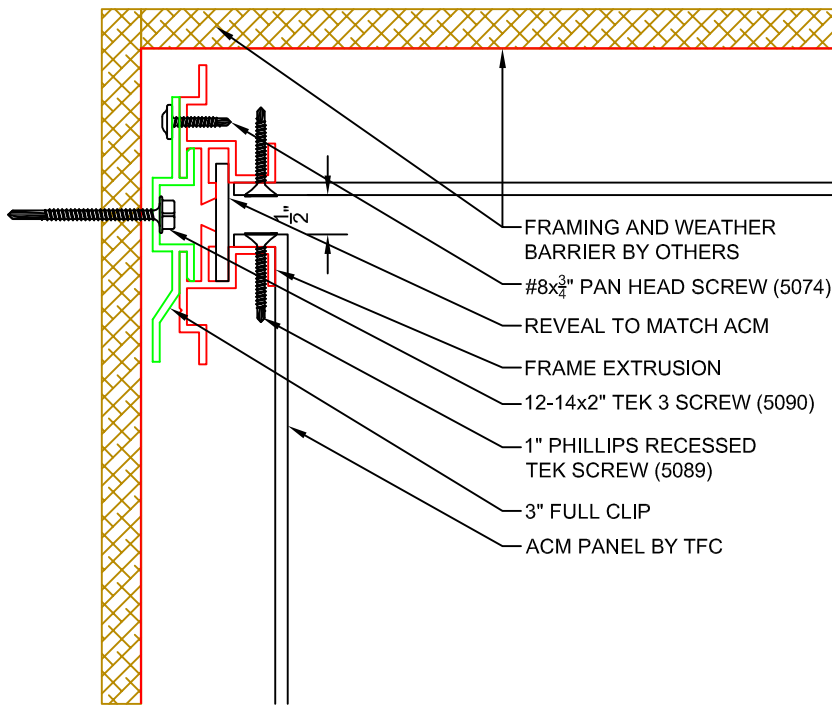 1"
2
FRAMING AND WEATHER
BARRIER BY OTHERS
#8x3/4" PAN HEAD SCREW (5074)
REVEAL TO MATCH ACM
FRAME EXTRUSION
12-14x2" TEK 3 SCREW (5090)
1" PHILLIPS RECESSED
TEK SCREW (5089)
3" FULL CLIP
ACM PANEL BY TFC